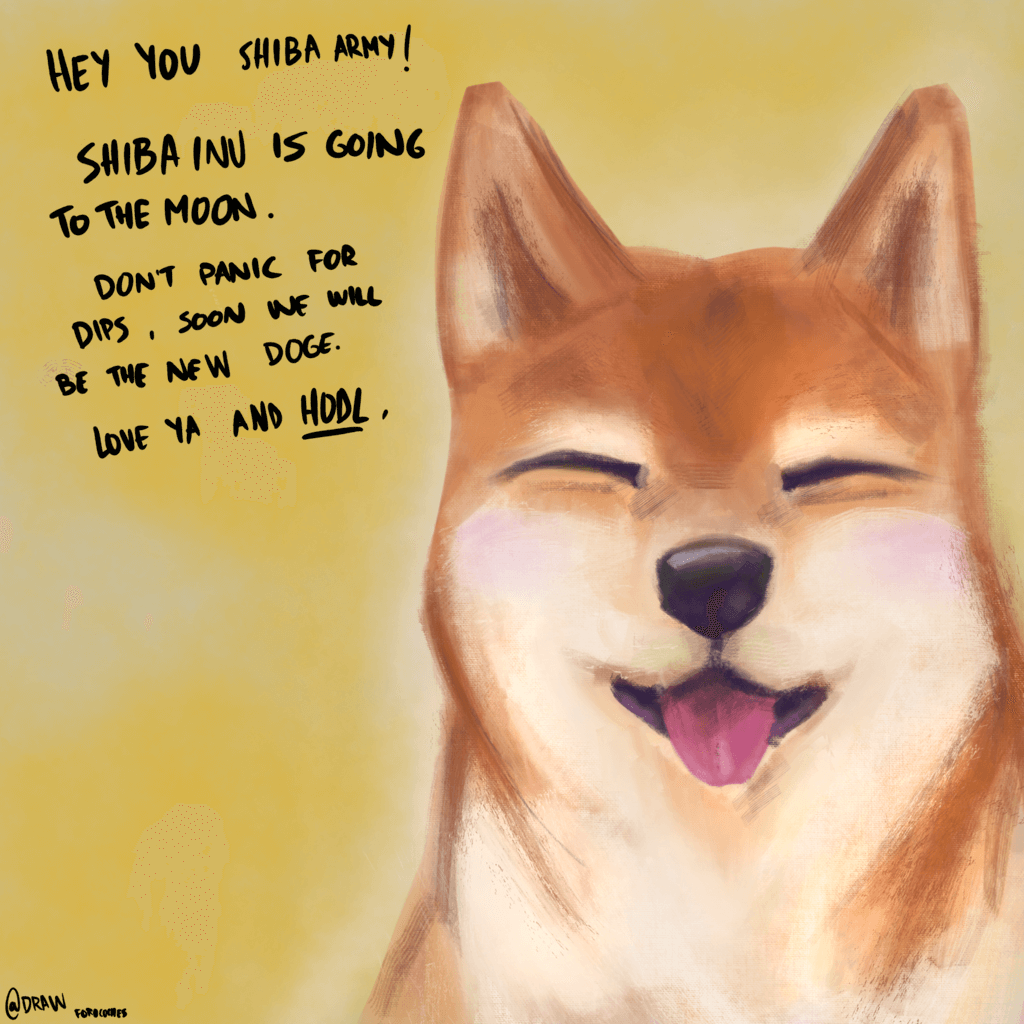 HEY YOU SHIBA ARMY!
SHIBA INU IS GOING
TO THE MOON.
DON'T PANIC FOR
DIPS, SOON WE WILL
BE THE NEW DOGE.
LOVE YA AND HODL.
@DRAW
FOROCOCHES